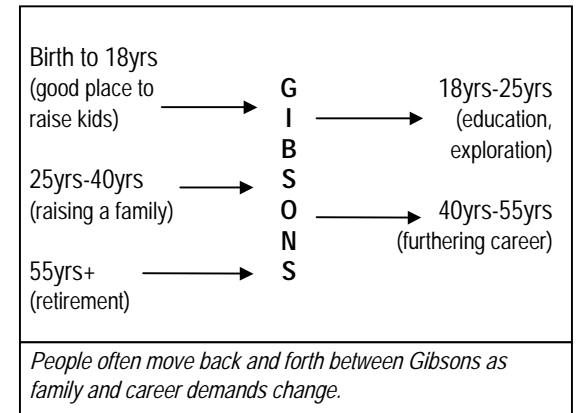 Birth to 18yrs
(good place to
raise kids)
25yrs-40yrs
(raising a family)
55yrs+
(retirement)
G
I
B
S
O
N
S
18yrs-25yrs
(education,
exploration)
40yrs-55yrs
(furthering career)
People often move back and forth between Gibsons as
family and career demands change.